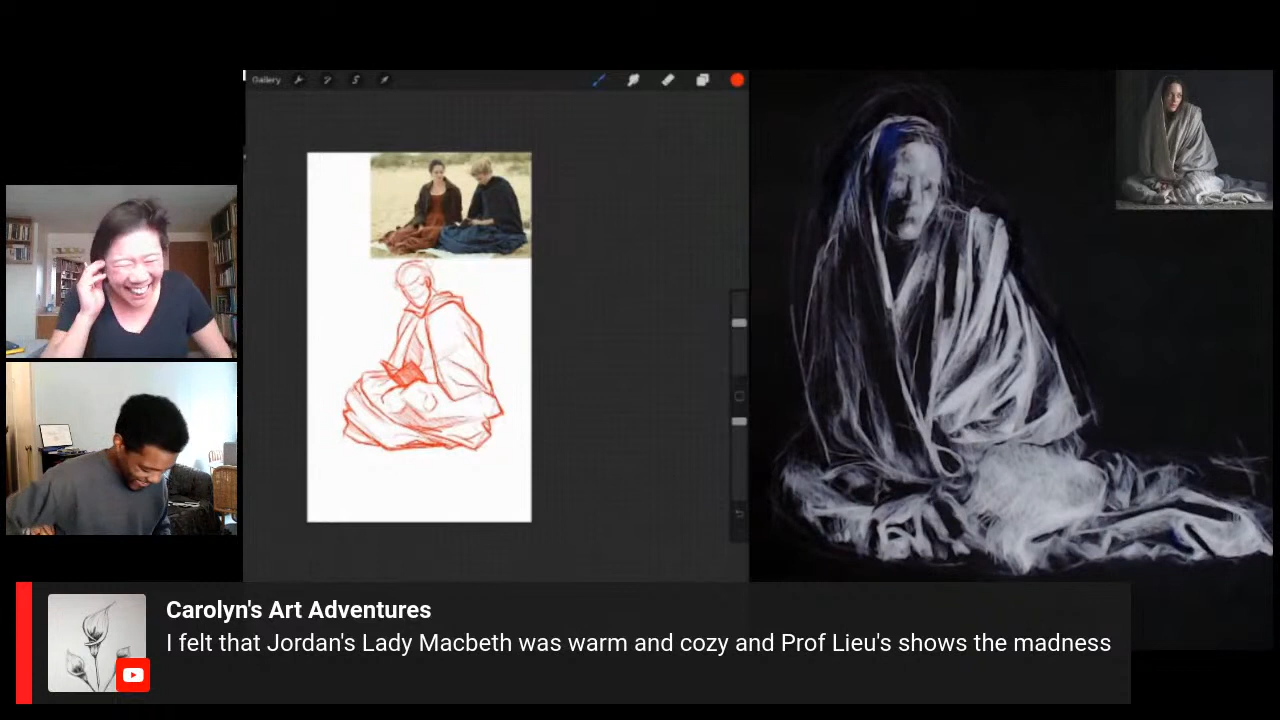 Gallery
Carolyn's Art Adventures
I felt that Jordan's Lady Macbeth was warm and cozy and Prof Lieu's shows the madness